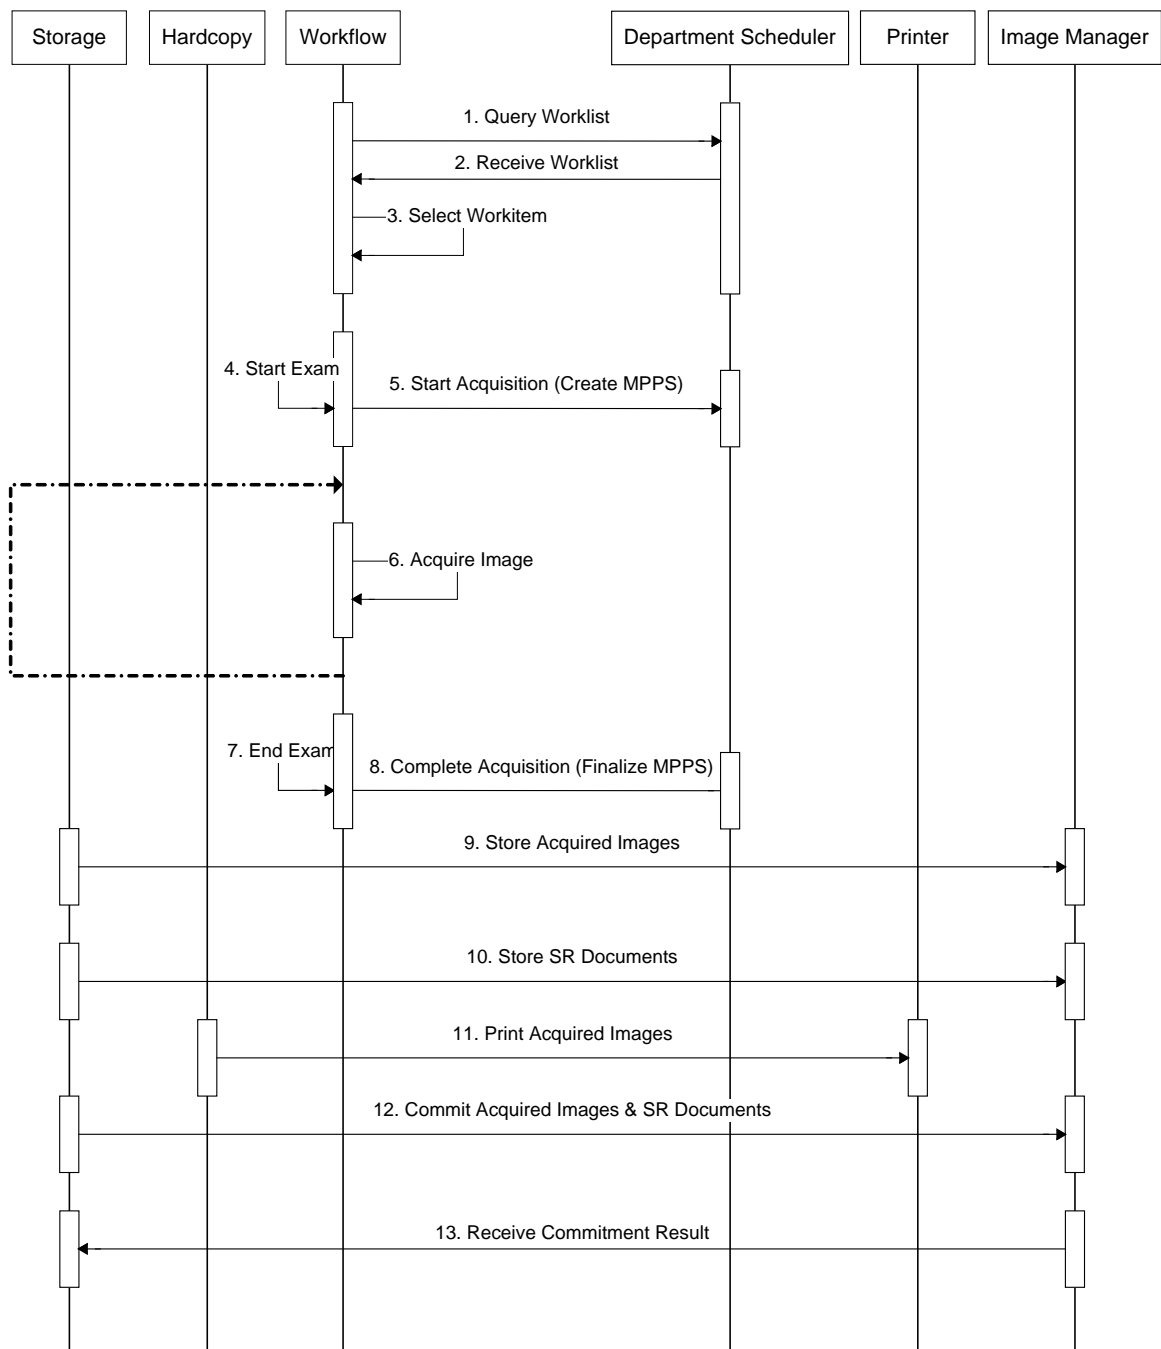 Storage
Hardcopy
Workflow
Department Scheduler
Printer
Image Manager
1. Query Worklist
2. Receive Worklist
3. Select Workitem
4. Start Exam
5. Start Acquisition (Create MPPS)
6. Acquire Image
7. End Exam
8. Complete Acquisition (Finalize MPPS)
9. Store Acquired Images
10. Store SR Documents
11. Print Acquired Images
12. Commit Acquired Images & SR Documents
13. Receive Commitment Result